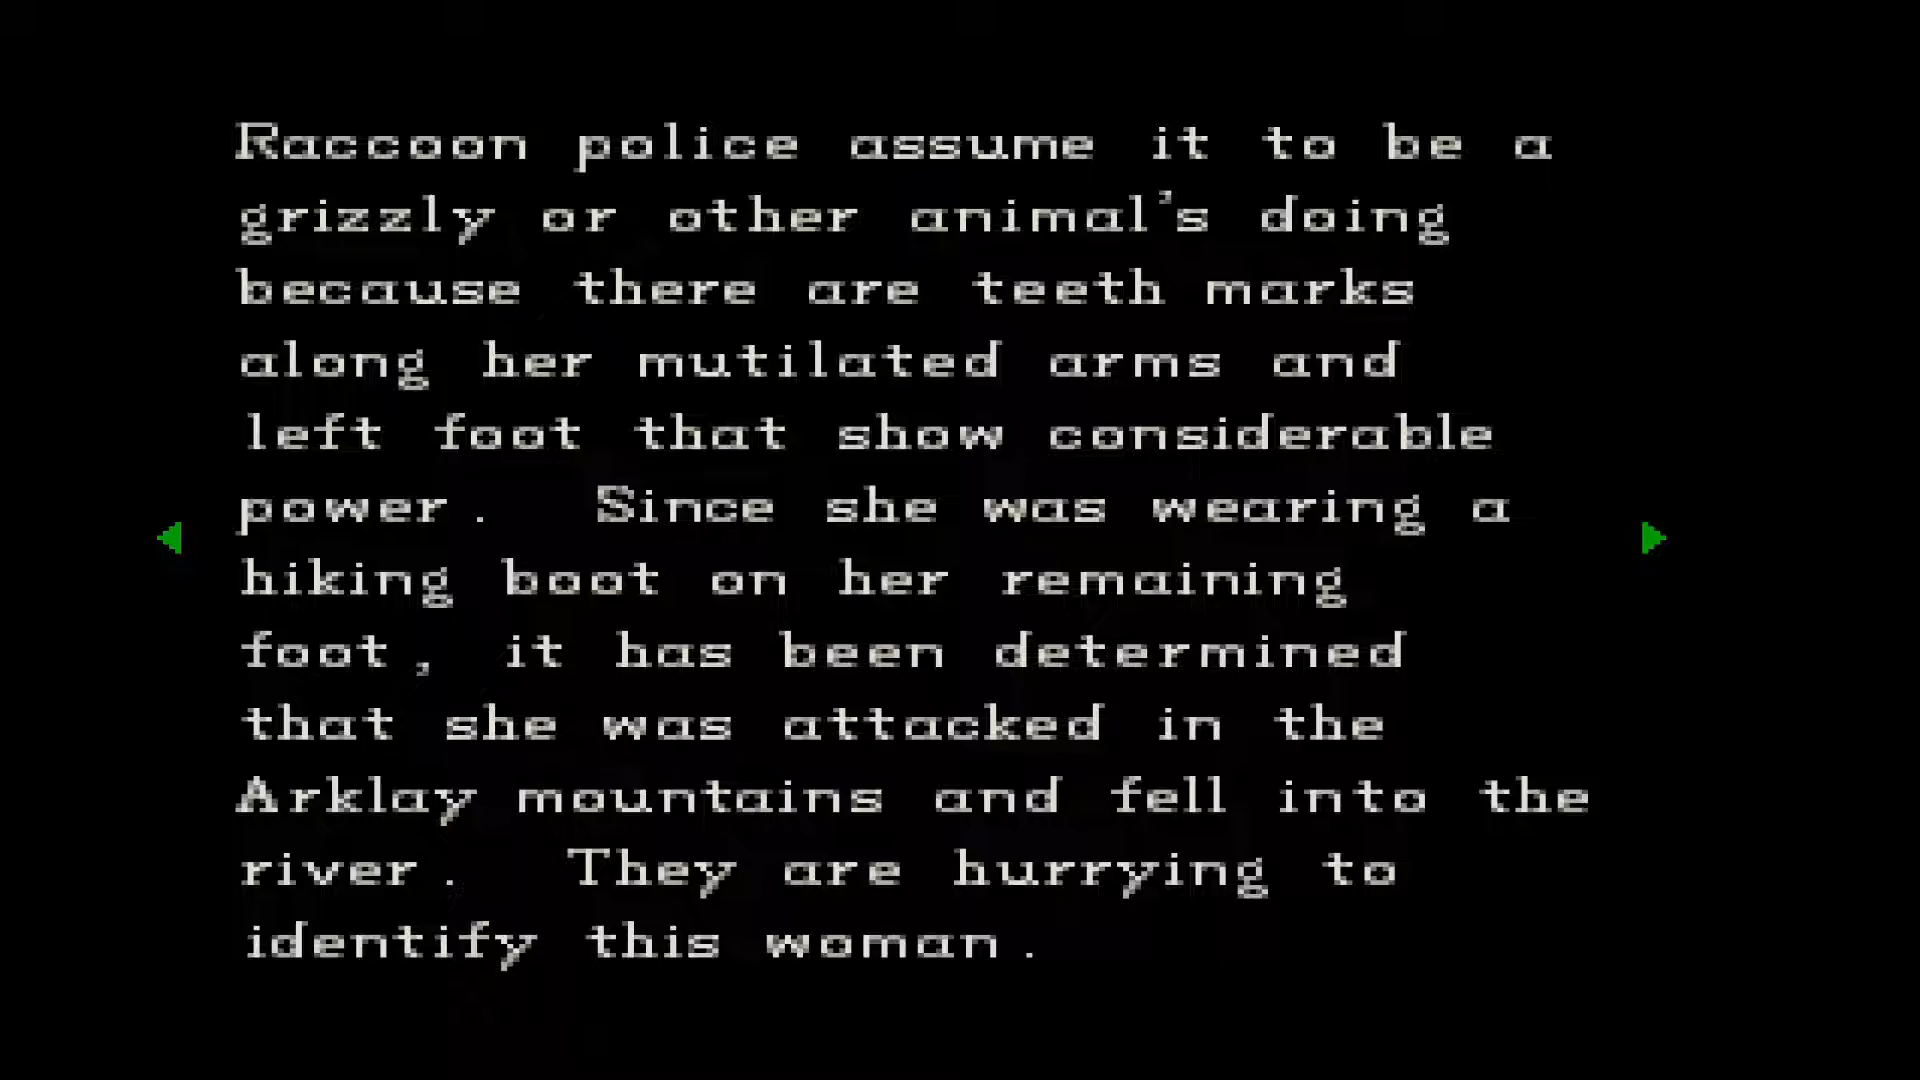 Raccoon police assume it to be a
grizzly or other animal's doing
because there are teeth marks
along her mutilated arms and
left foot that show considerable
power.  Since she was wearing a
hiking boot on her remaining
foot, it has been determined
that she was attacked in the
Arklay mountains and fell into the
river.  They are hurrying to
identify this woman.